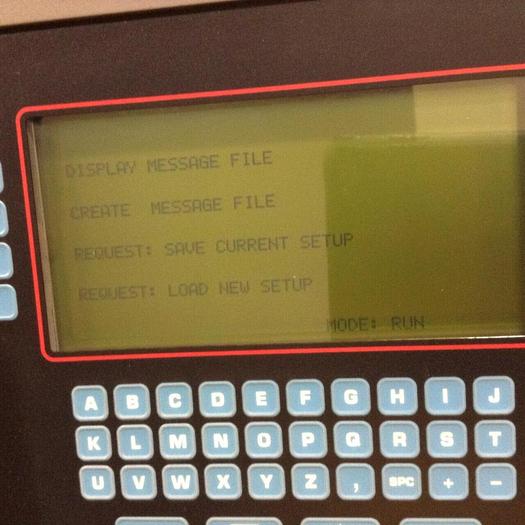 DISPLAY MESSAGE FILE
CREATE MESSAGE FILE
REQUEST: SAVE CURRENT SETUP
REQUEST: LOAD NEW SETUP
MODE: RUN
A B C D E F G H I J
K L M N O P Q R S T
U V W X Y Z , SPC + -